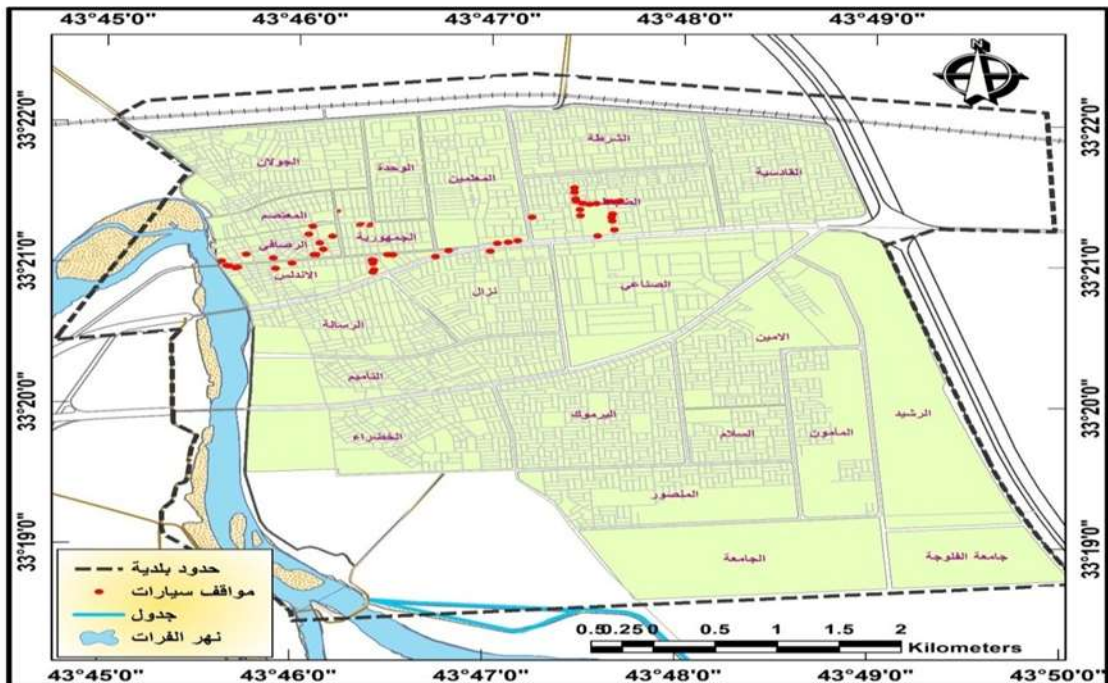 43°45'0" 43°46'0" 43°47'0" 43°48'0" 43°49'0"
N
33°22'0" 33°22'0"
الشرطة
الجولان الوحدة المعلمين القادسية
المعتصم
الرصافي الجمهورية
33°21'0" 33°21'0"
الاندلس نزال الصناعي
الرسالة الامين
التاميم
33°20'0" 33°20'0"
الخضراء اليرموك السلام المأمون الرشيد
المنصور
33°19'0" 33°19'0"
الجامعة جامعة الفلوجة
حدود بلدية
مواقف سيارات
جدول
نهر الفرات
0.5 0.25 0 0.5 1 1.5 2
Kilometers
43°45'0" 43°46'0" 43°47'0" 43°48'0" 43°49'0" 43°50'0"